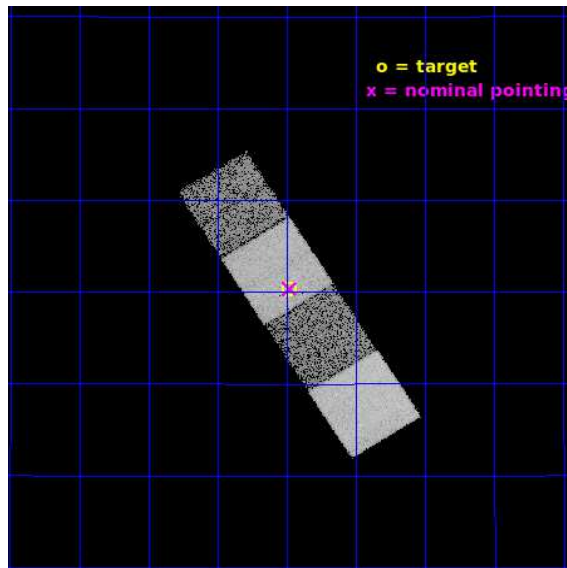 o = target
x = nominal pointing